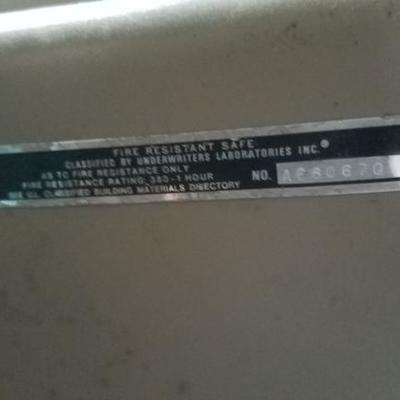 FIRE RESISTANT SAFE
CLASSIFIED BY UNDERWRITERS LABORATORIES INC.®
AS TO FIRE RESISTANCE ONLY
FIRE RESISTANCE RATING: 350-1 HOUR
SEE UL CLASSIFIED BUILDING MATERIALS DIRECTORY
NO.